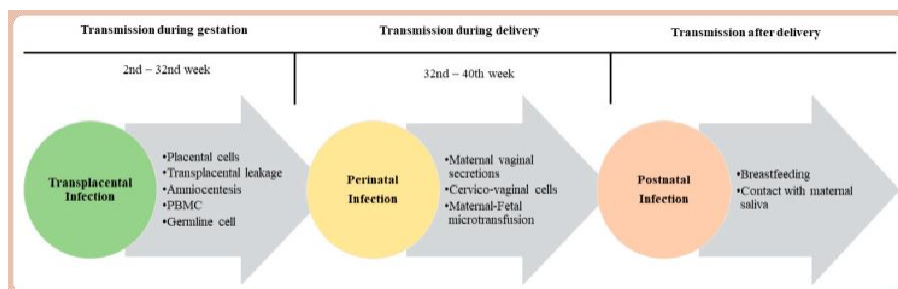 Transmission during gestation
Transmission during delivery
Transmission after delivery
2nd – 32nd week
32nd – 40th week
Transplacental
Infection
•Placental cells
•Transplacental leakage
•Amniocentesis
•PBMC
•Germline cell
Perinatal
Infection
•Maternal vaginal
secretions
•Cervico-vaginal cells
•Maternal-Fetal
microtransfusion
Postnatal
Infection
•Breastfeeding
•Contact with maternal
saliva